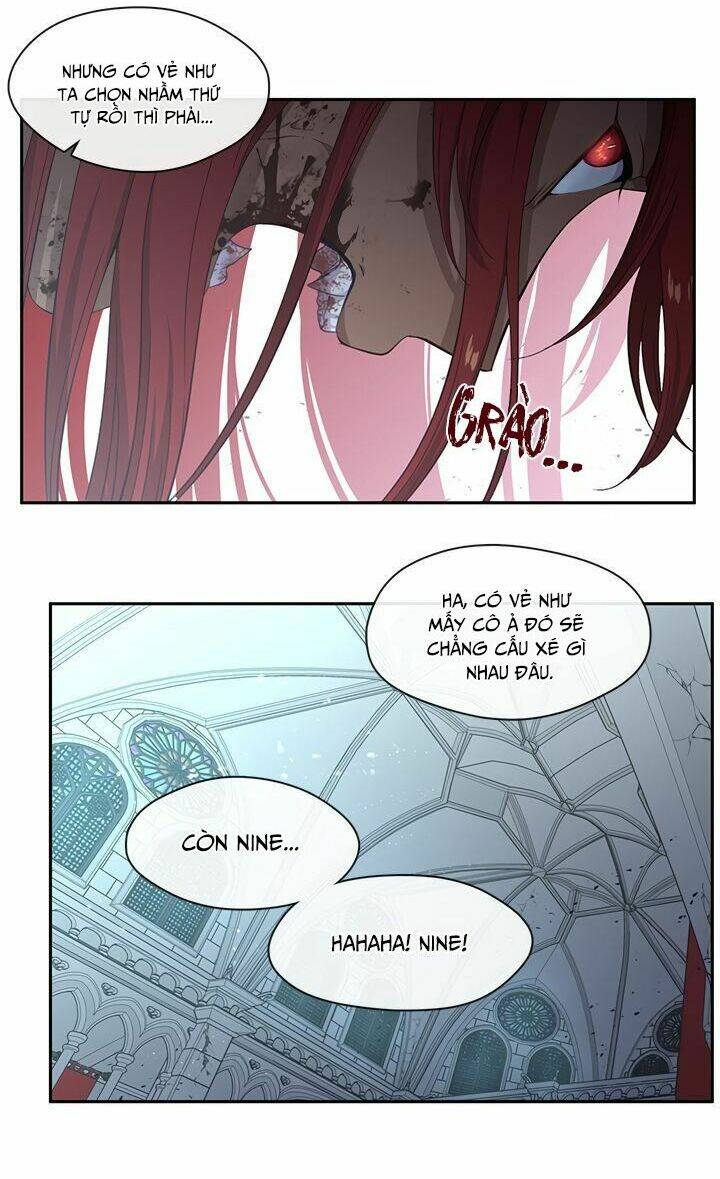 NHƯNG CÓ VẺ NHƯ
TA CHỌN NHẦM THỨ
TỰ RỒI THÌ PHẢI...
GRÀO...
HA, CÓ VẺ NHƯ
MẤY CÔ Ả ĐÓ SẼ
CHẲNG CẤU XÉ GÌ
NHAU ĐÂU.
CÒN NINE...
HAHAHA! NINE!